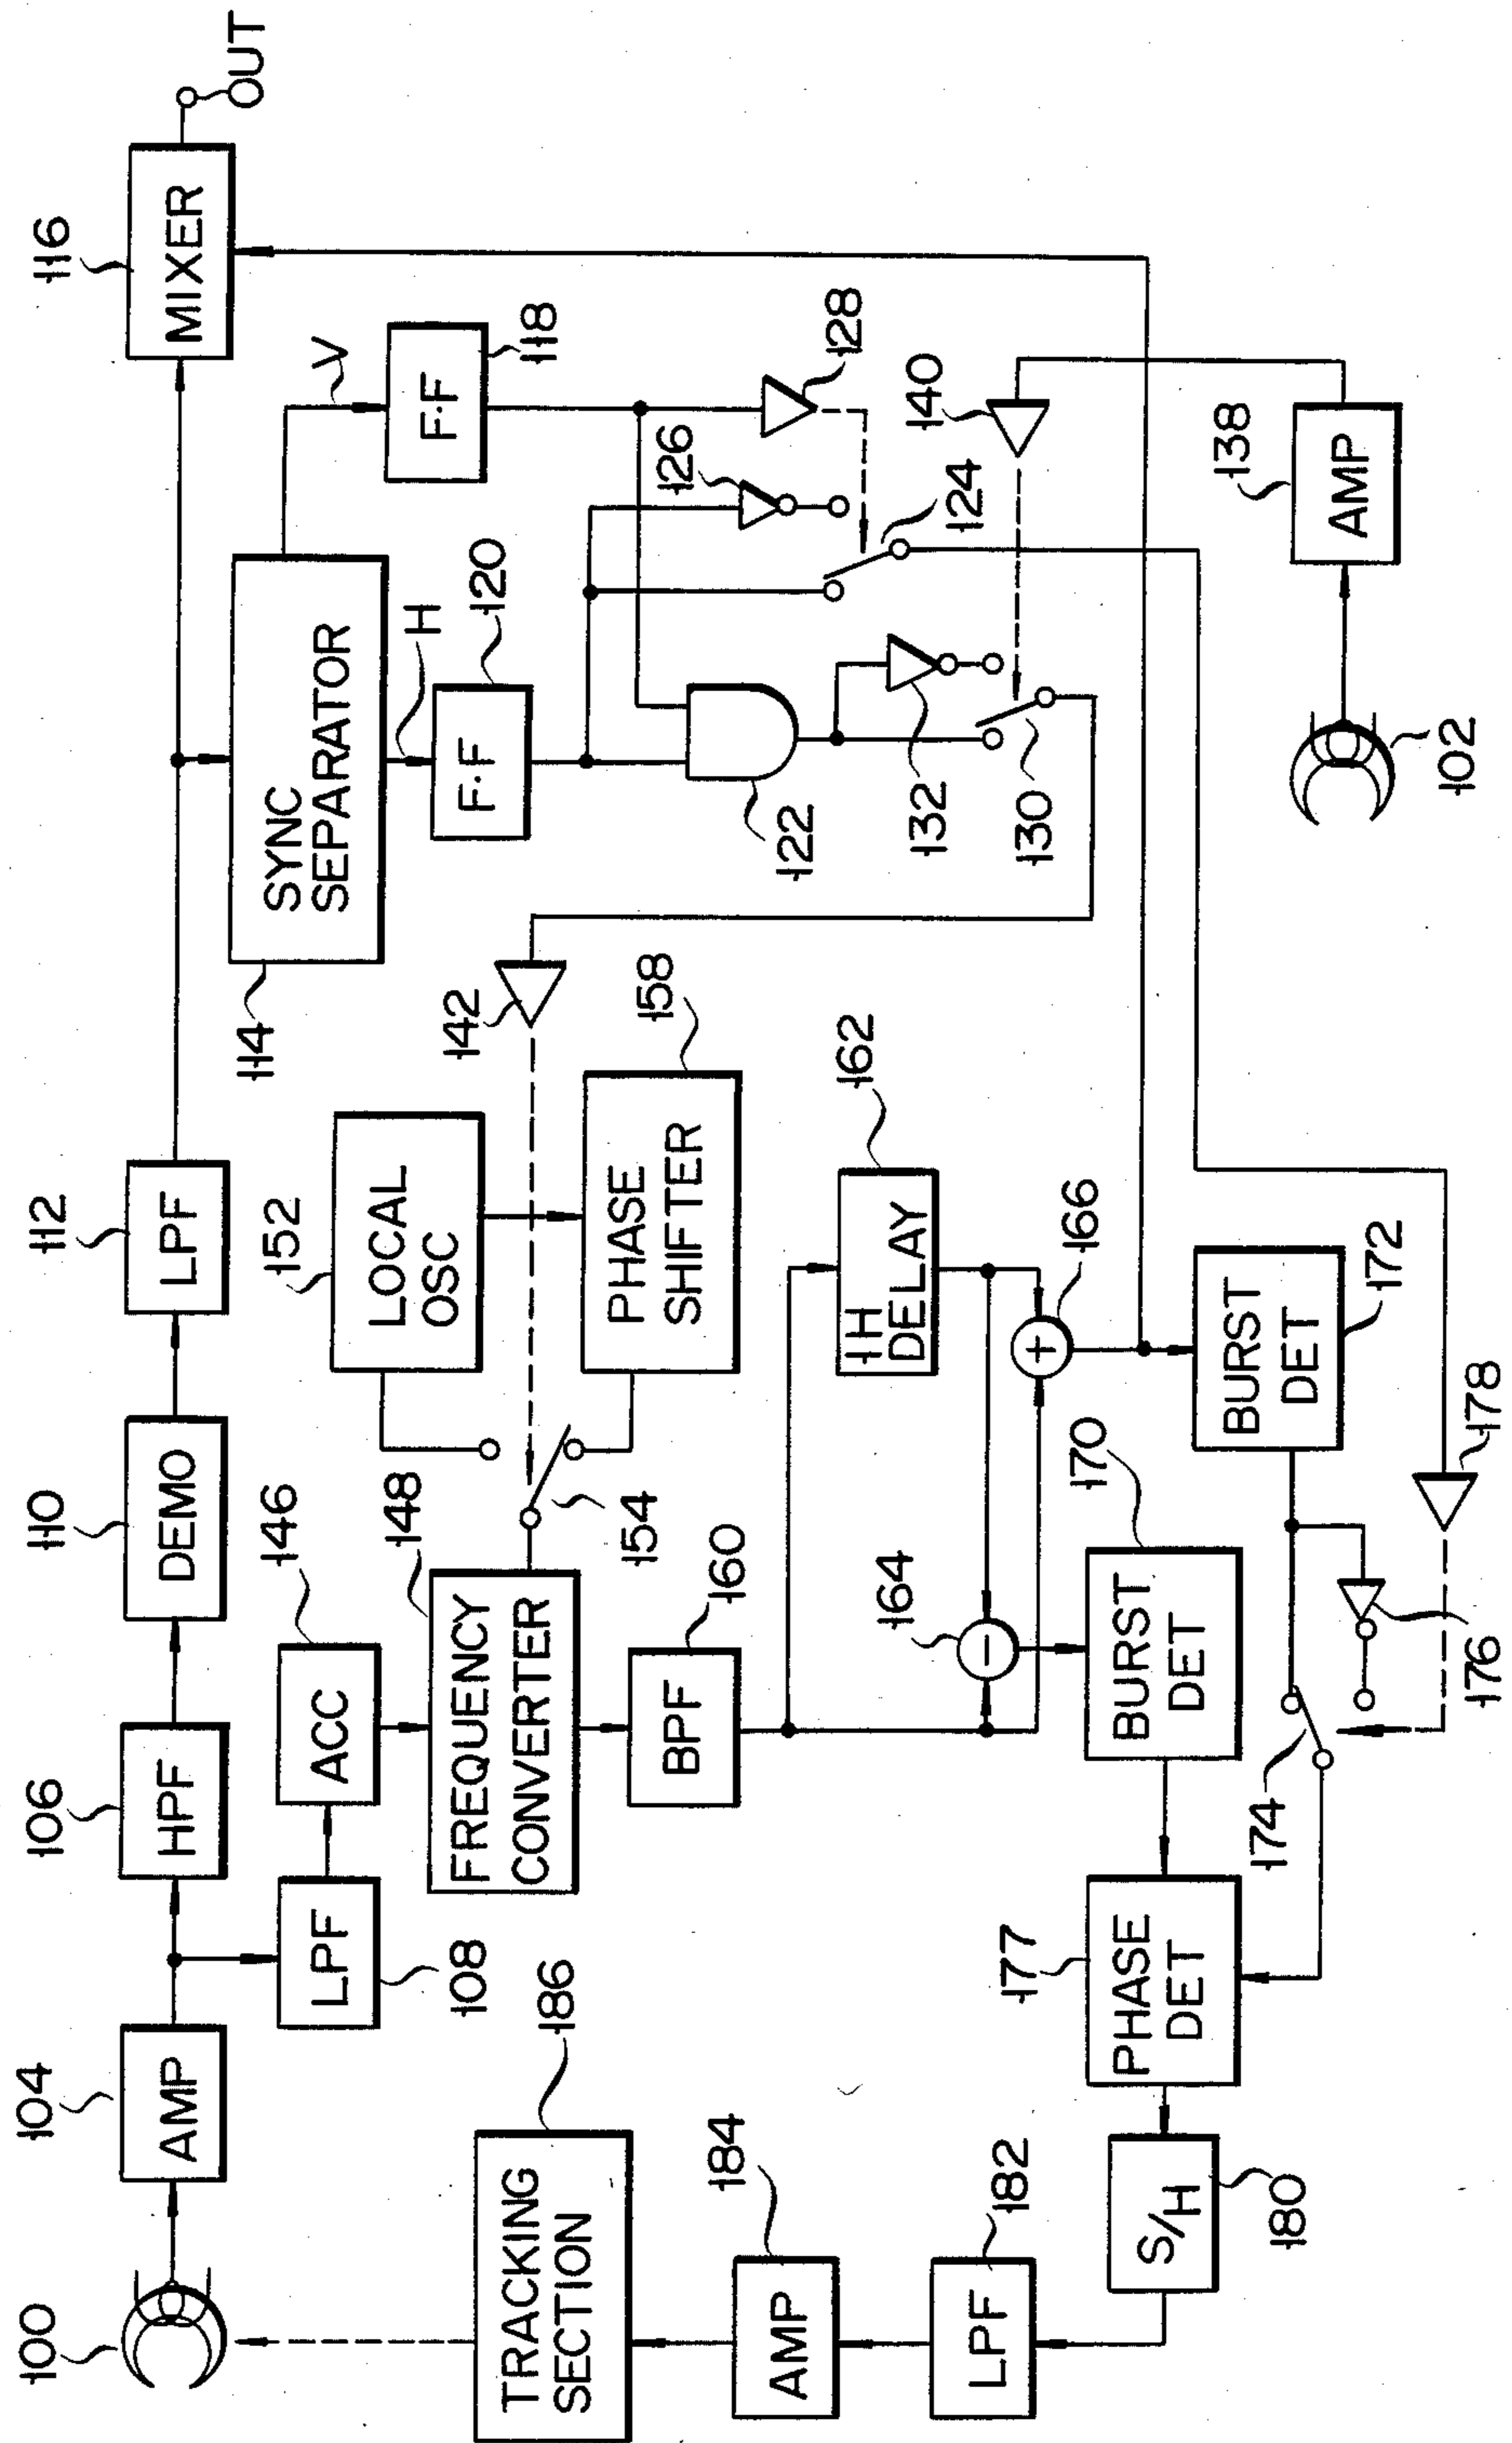 100
104
AMP
106
HPF
110
DEMO
112
LPF
116
MIXER
OUT
LPF
108
146
ACC
148
FREQUENCY
CONVERTER
152
LOCAL
OSC
114
SYNC
SEPARATOR
V
F·F
118
H
120
F·F
186
TRACKING
SECTION
160
BPF
154
142
158
PHASE
SHIFTER
122
126
128
124
132
130
140
184
AMP
182
LPF
164
162
1H
DELAY
166
138
AMP
102
180
S/H
177
PHASE
DET
170
BURST
DET
172
BURST
DET
174
176
178